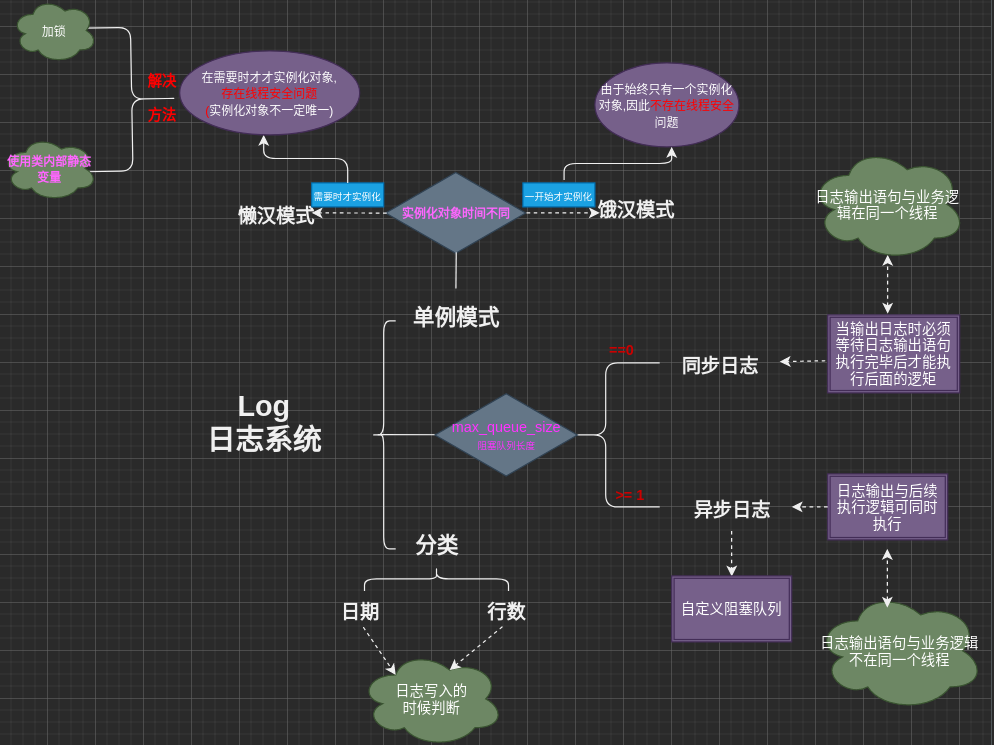 加锁
解决
方法
使用类内部静态
变量
在需要时才才实例化对象,
存在线程安全问题
(实例化对象不一定唯一)
由于始终只有一个实例化
对象,因此不存在线程安全
问题
需要时才实例化
一开始才实例化
懒汉模式
实例化对象时间不同
饿汉模式
日志输出语句与业务逻
辑在同一个线程
单例模式
当输出日志时必须
等待日志输出语句
执行完毕后才能执
行后面的逻矩
==0
同步日志
Log
日志系统
max_queue_size
阻塞队列长度
>= 1
异步日志
日志输出与后续
执行逻辑可同时
执行
分类
日期
行数
自定义阻塞队列
日志输出语句与业务逻辑
不在同一个线程
日志写入的
时候判断